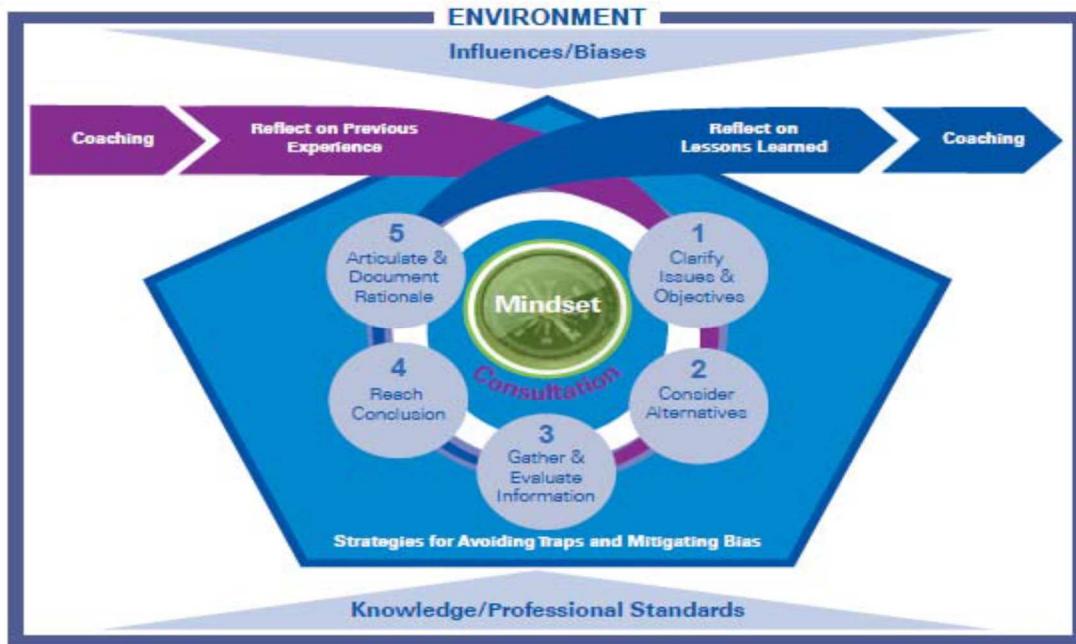 ENVIRONMENT
Influences/Biases
Coaching
Reflect on Previous
Experience
Reflect on
Lessons Learned
Coaching
5
Articulate &
Document
Rationale
1
Clarify
Issues &
Objectives
Mindset
Consultation
4
Reach
Conclusion
2
Consider
Alternatives
3
Gather &
Evaluate
Information
Strategies for Avoiding Traps and Mitigating Bias
Knowledge/Professional Standards